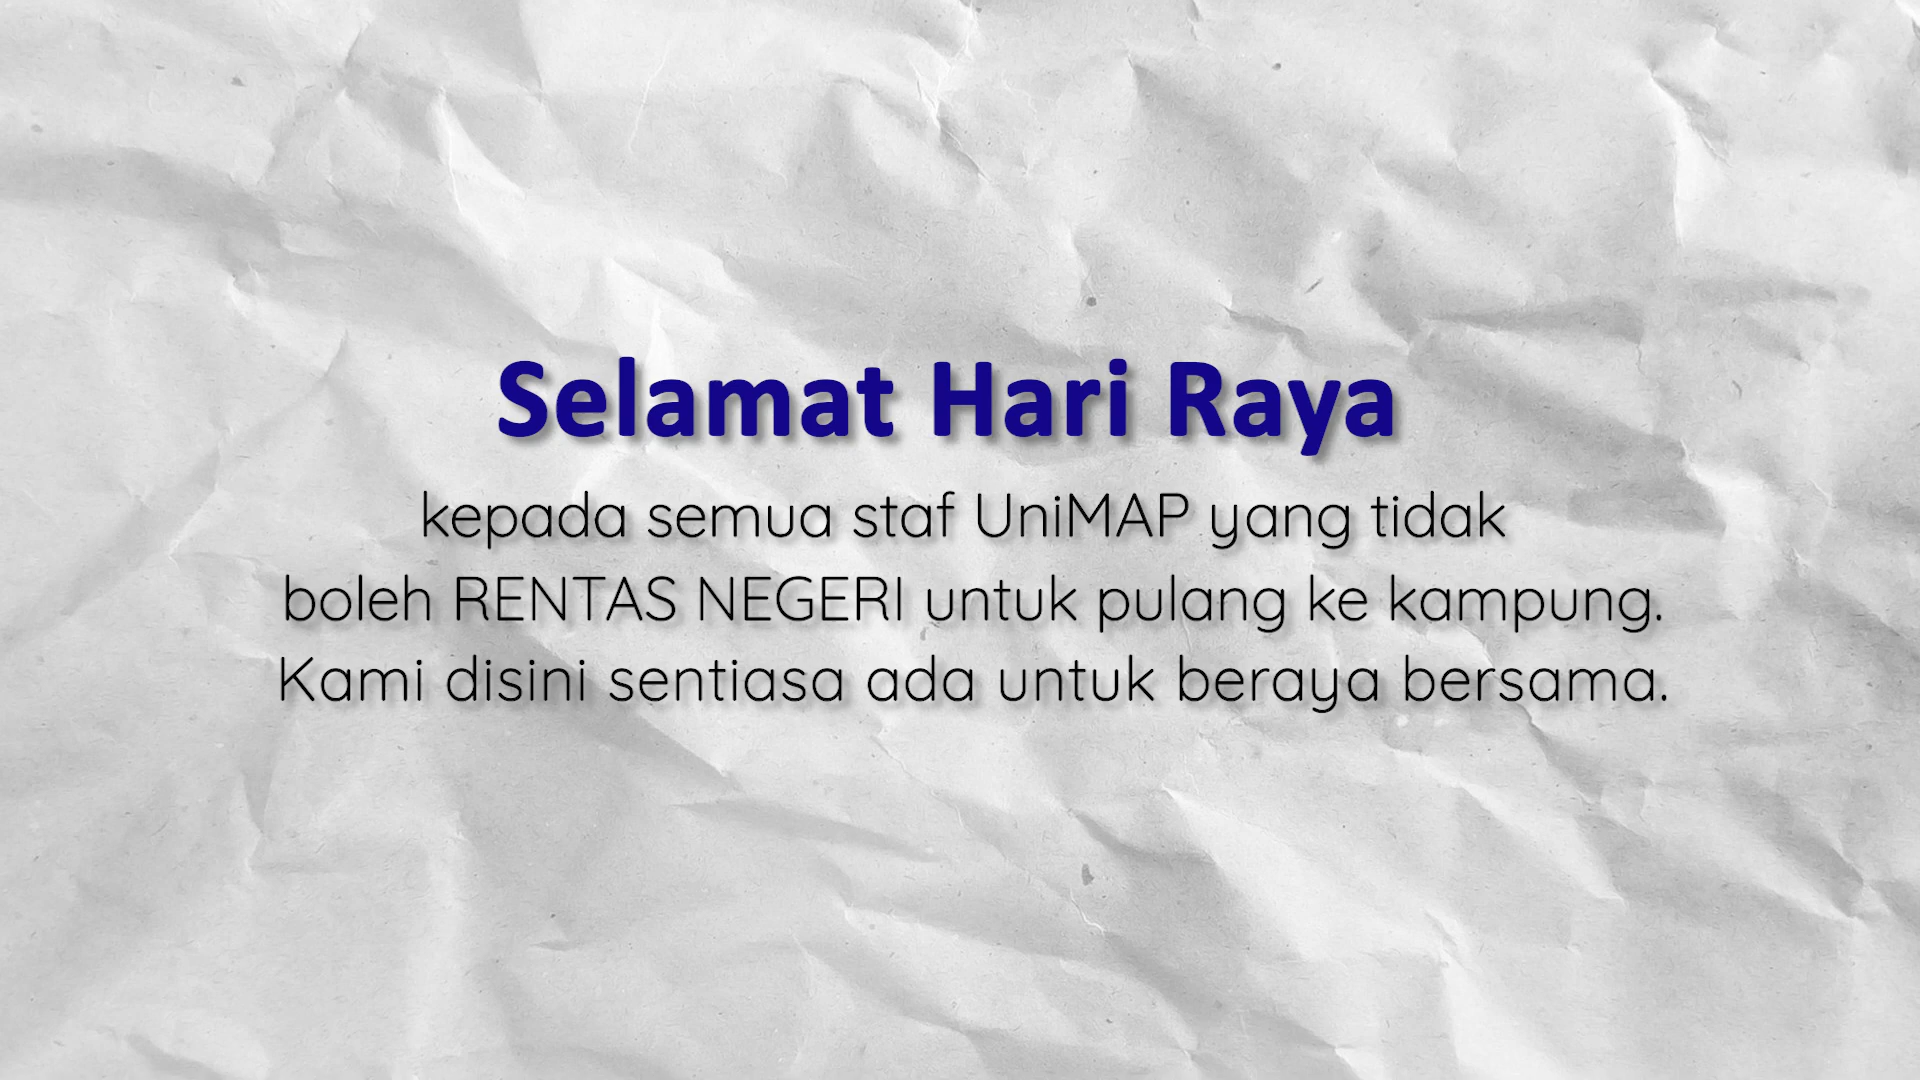 Selamat Hari Raya
kepada semua staf UniMAP yang tidak
boleh RENTAS NEGERI untuk pulang ke kampung.
Kami disini sentiasa ada untuk beraya bersama.